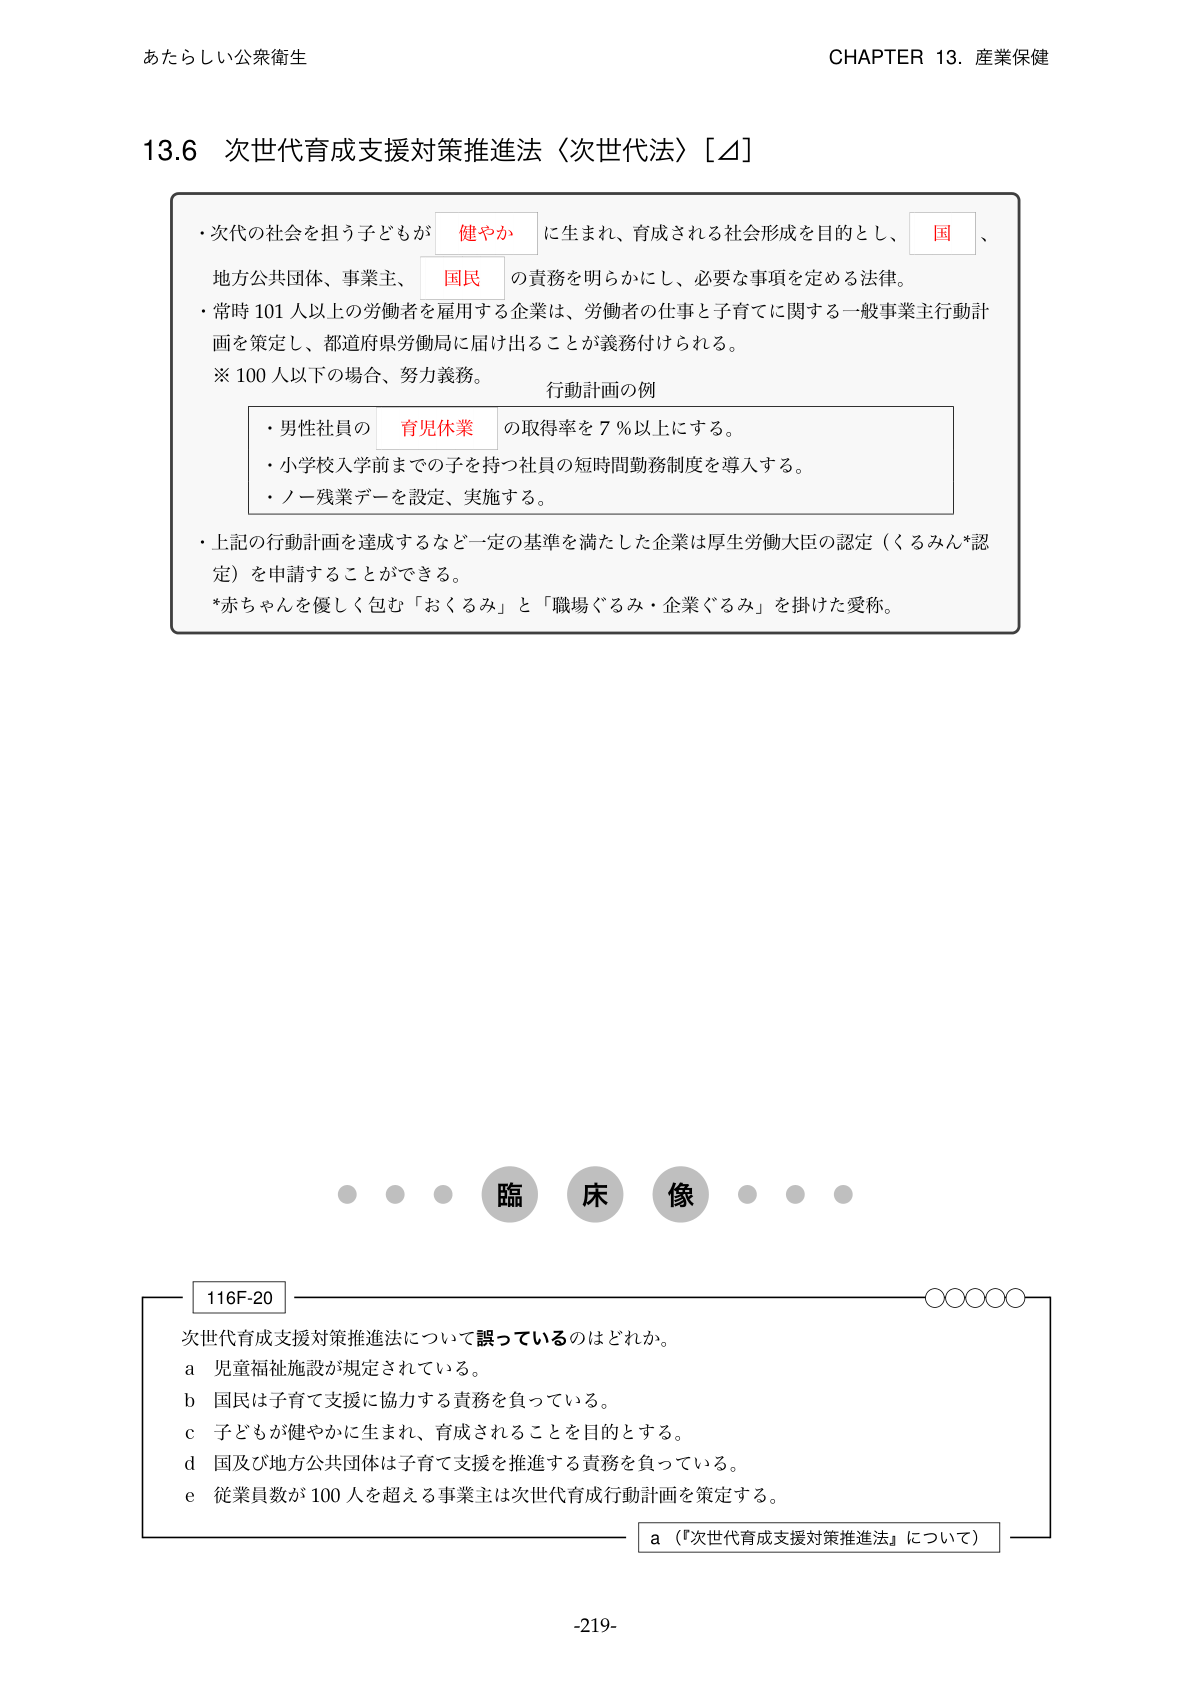 あたらしい公衆衛生
CHAPTER 13. 産業保健
13.6 次世代育成支援対策推進法〈次世代法〉[⊿]
・次代の社会を担う子どもが 健やか に生まれ、育成される社会形成を目的とし、 国 、
地方公共団体、事業主、 国民 の責務を明らかにし、必要な事項を定める法律。
・常時 101 人以上の労働者を雇用する企業は、労働者の仕事と子育てに関する一般事業主行動計
画を策定し、都道府県労働局に届け出ることが義務付けられる。
※ 100 人以下の場合、努力義務。
行動計画の例
・男性社員の 育児休業 の取得率を 7 %以上にする。
・小学校入学前までの子を持つ社員の短時間勤務制度を導入する。
・ノー残業デーを設定、実施する。
・上記の行動計画を達成するなど一定の基準を満たした企業は厚生労働大臣の認定（くるみん*認
定）を申請することができる。
*赤ちゃんを優しく包む「おくるみ」と「職場ぐるみ・企業ぐるみ」を掛けた愛称。
臨床像
116F-20
次世代育成支援対策推進法について誤っているのはどれか。
a 児童福祉施設が規定されている。
b 国民は子育て支援に協力する責務を負っている。
c 子どもが健やかに生まれ、育成されることを目的とする。
d 国及び地方公共団体は子育て支援を推進する責務を負っている。
e 従業員数が 100 人を超える事業主は次世代育成行動計画を策定する。
a （『次世代育成支援対策推進法』について）
-219-